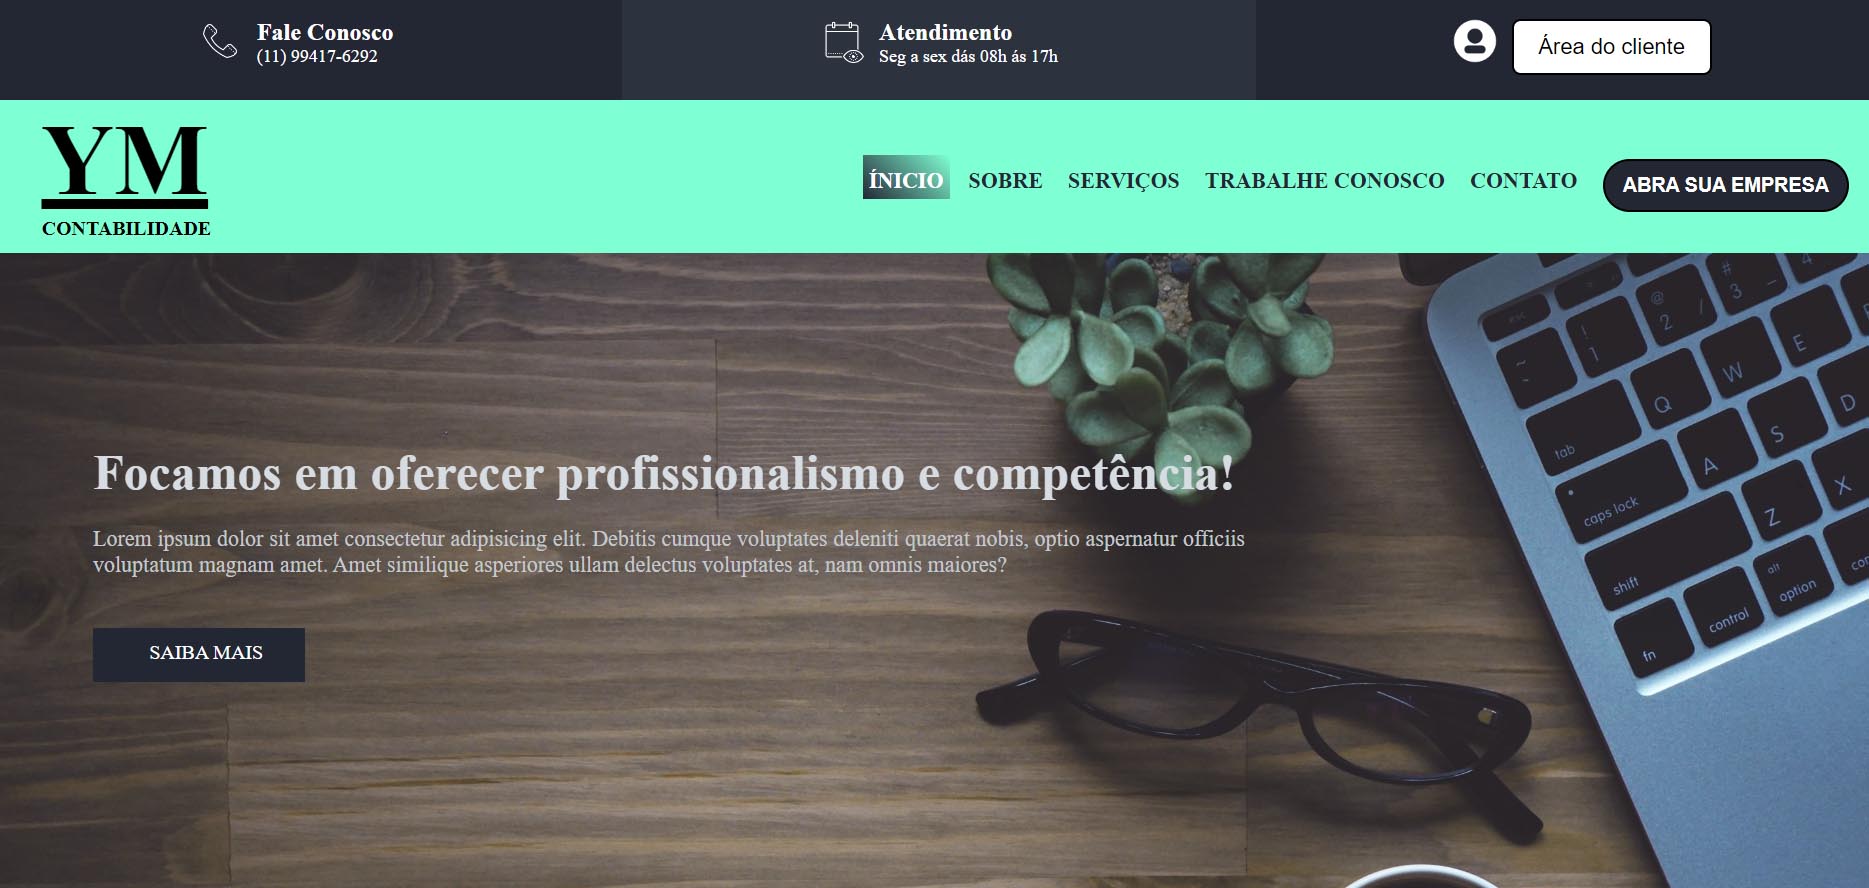 Fale Conosco
(11) 99417-6292
Atendimento
Seg a sex dás 08h ás 17h
Área do cliente
YM
CONTABILIDADE
ÍNICIO
SOBRE
SERVIÇOS
TRABALHE CONOSCO
CONTATO
ABRA SUA EMPRESA
Focamos em oferecer profissionalismo e competência!
Lorem ipsum dolor sit amet consectetur adipisicing elit. Debitis cumque voluptates deleniti quaerat nobis, optio aspernatur officiis
voluptatum magnam amet. Amet similique asperiores ullam delectus voluptates at, nam omnis maiores?
SAIBA MAIS
esc
~
! 1
@ 2 /
# 3 _
4
tab
Q
W
E
caps lock
A
S
D
shift
Z
X
fn
control
alt
option